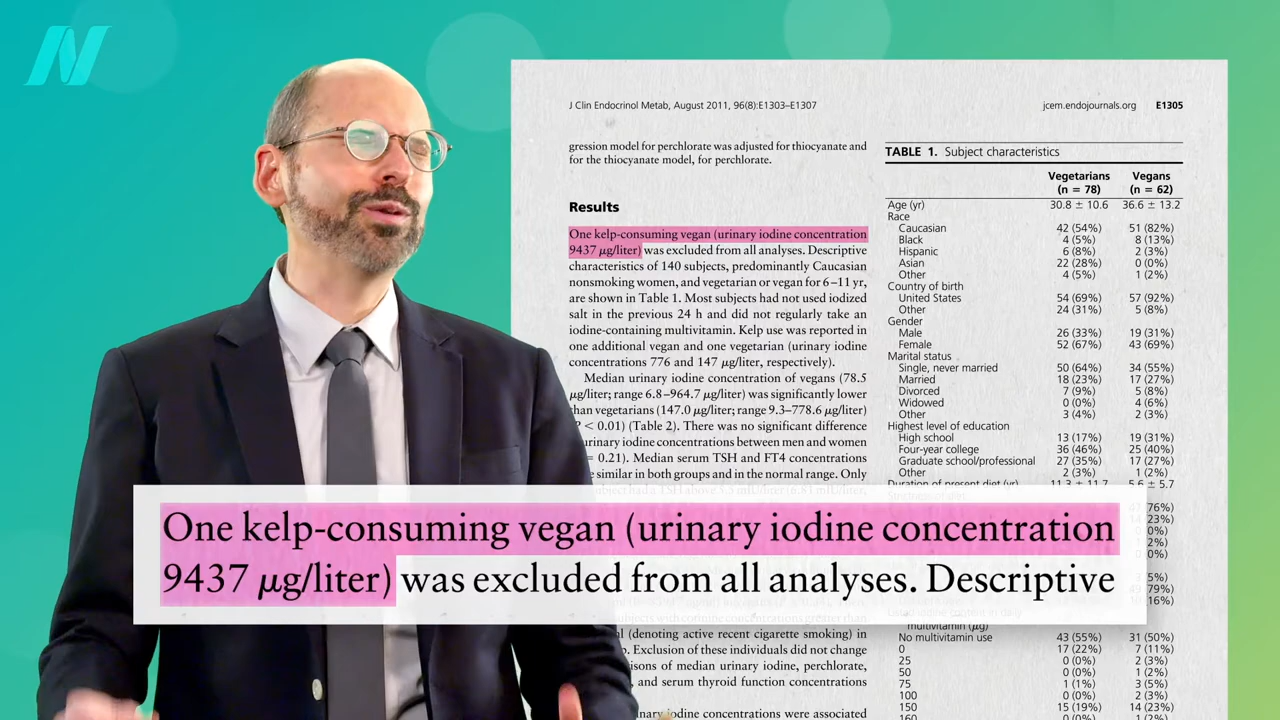 J Clin Endocrinol Metab, August 2011, 96(8):E1303–E1307
jcem.endojournals.org E1305
gression model for perchlorate was adjusted for thiocyanate and
for the thiocyanate model, for perchlorate.
Results
One kelp-consuming vegan (urinary iodine concentration
9437 µg/liter) was excluded from all analyses. Descriptive
characteristics of 140 subjects, predominantly Caucasian
nonsmoking women, and vegetarian or vegan for 6–11 yr,
are shown in Table 1. Most subjects had not used iodized
salt in the previous 24 h and did not regularly take an
iodine-containing multivitamin. Kelp use was reported in
one additional vegan and one vegetarian (urinary iodine
concentrations 776 and 147 µg/liter, respectively).
Median urinary iodine concentration of vegans (78.5
µg/liter; range 6.8–964.7 µg/liter) was significantly lower
than vegetarians (147.0 µg/liter; range 9.3–778.6 µg/liter)
< 0.01) (Table 2). There was no significant difference
urinary iodine concentrations between men and women
= 0.21). Median serum TSH and FT4 concentrations
similar in both groups and in the normal range. Only
(denoting active recent cigarette smoking) in
Exclusion of these individuals did not change
of median urinary iodine, perchlorate,
and serum thyroid function concentrations
iodine concentrations were associated
TABLE 1. Subject characteristics
Vegetarians Vegans
(n = 78) (n = 62)
Age (yr) 30.8 ± 10.6 36.6 ± 13.2
Race
Caucasian 42 (54%) 51 (82%)
Black 4 (5%) 8 (13%)
Hispanic 6 (8%) 2 (3%)
Asian 22 (28%) 0 (0%)
Other 4 (5%) 1 (2%)
Country of birth
United States 54 (69%) 57 (92%)
Other 24 (31%) 5 (8%)
Gender
Male 26 (33%) 19 (31%)
Female 52 (67%) 43 (69%)
Marital status
Single, never married 50 (64%) 34 (55%)
Married 18 (23%) 17 (27%)
Divorced 7 (9%) 5 (8%)
Widowed 0 (0%) 4 (6%)
Other 3 (4%) 2 (3%)
Highest level of education
High school 13 (17%) 19 (31%)
Four-year college 36 (46%) 25 (40%)
Graduate school/professional 27 (35%) 17 (27%)
Other 2 (3%) 1 (2%)
Duration of present diet (yr) 11.3 ± 11.7 5.6 ± 5.7
multivitamin (µg)
No multivitamin use 43 (55%) 31 (50%)
0 17 (22%) 7 (11%)
25 0 (0%) 2 (3%)
50 0 (0%) 1 (2%)
75 1 (1%) 3 (5%)
100 0 (0%) 2 (3%)
150 15 (19%) 14 (23%)
One kelp-consuming vegan (urinary iodine concentration
9437 µg/liter) was excluded from all analyses. Descriptive